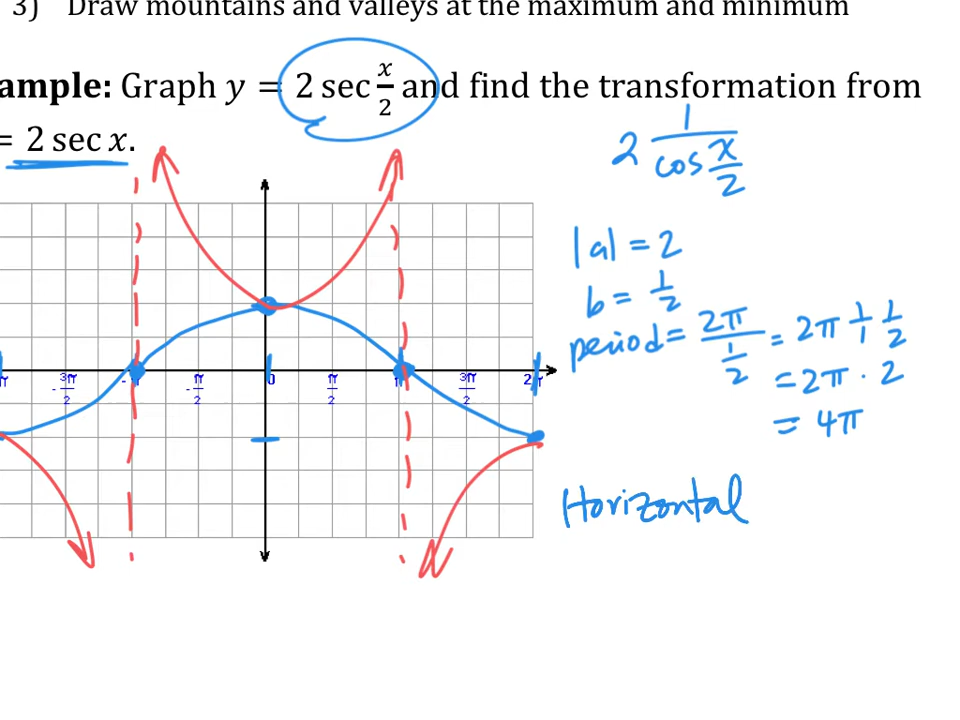 3) Draw mountains and valleys at the maximum and minimum
ample: Graph y = 2 sec x/2 and find the transformation from
= 2 sec x.
2 1/(cos x/2)
|a| = 2
b = 1/2
period = 2π/(1/2) = 2π ÷ 1/2
= 2π · 2
= 4π
π -3π/2 -π -π/2 0 π/2 π 3π/2 2π
Horizontal